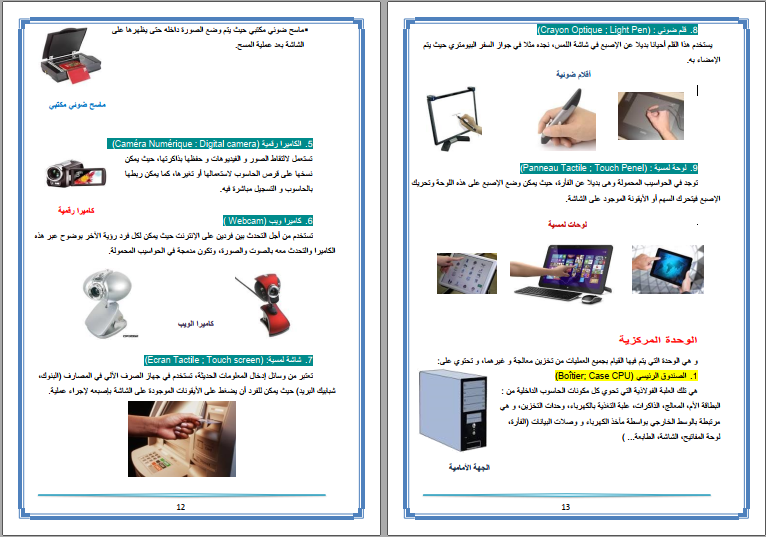 • ماسح ضوئي مكتبي حيث يتم وضع الصورة داخله حتى يظهرها على
الشاشة بعد عملية المسح.
ماسح ضوئي مكتبي
5. الكاميرا رقمية (Caméra Numérique : Digital camera)
تستعمل لالتقاط الصور و الفيديوهات و حفظها بذاكرتها، حيث يمكن
نسخها على قرص الحاسوب لاستعمالها أو تغيرها، كما يمكن ربطها
بالحاسوب و التسجيل مباشرة فيه.
كاميرا رقمية
6. كاميرا ويب (Webcam )
تستخدم من أجل التحدث بين فردين على الإنترنت حيث يمكن لكل فرد رؤية الأخر بوضوح عبر هذه
الكاميرا والتحدث معه بالصوت والصورة، وتكون مدمجة في الحواسيب المحمولة.
كاميرا الويب
7. شاشة لمسية: (Ecran Tactile ; Touch screen)
تعتبر من وسائل إدخال المعلومات الحديثة، تستخدم في جهاز الصرف الآلي في المصارف (البنوك،
شبابيك البريد) حيث يمكن للفرد أن يضغط على الأيقونات الموجودة على الشاشة بإصبعه لإجراء عملية.
12
8. قلم ضوئي : (Crayon Optique ; Light Pen)
يستخدم هذا القلم أحيانا بديلا عن الإصبع في شاشة اللمس، نجده مثلا في جواز السفر البيومتري حيث يتم
الإمضاء به.
أقلام ضوئية
9. لوحة لمسية : (Panneau Tactile ; Touch Penel)
توجد في الحواسيب المحمولة وهي بديلا عن الفأرة، حيث يمكن وضع الإصبع على هذه اللوحة وتحريك
الإصبع فيتحرك السهم أو الأيقونة الموجود على الشاشة.
لوحات لمسية
الوحدة المركزية
و هي الوحدة التي يتم فيها القيام بجميع العمليات من تخزين معالجة و غيرهما، و تحتوي على:
1. الصندوق الرئيسي (Boîtier; Case CPU)
هي تلك العلبة الفولاذية التي تحوي كل مكونات الحاسوب الداخلية من :
البطاقة الأم، المعالج، الذاكرات، علبة التغذية بالكهرباء، وحدات التخزين، و هي
مرتبطة بالوسط الخارجي بواسطة مأخذ الكهرباء و وصلات البيانات (الفأرة،
لوحة المفاتيح، الشاشة، الطابعة... )
الجهة الأمامية
13